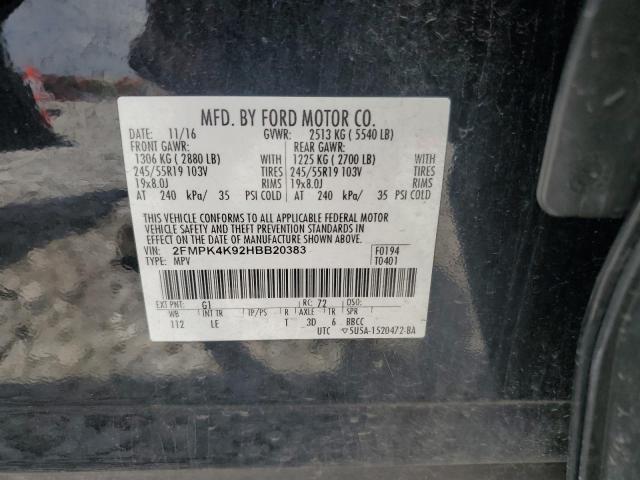 MFD. BY FORD MOTOR CO.
DATE: 11/16 GVWR: 2513 KG ( 5540 LB)
FRONT GAWR: REAR GAWR:
1306 KG ( 2880 LB) WITH 1225 KG ( 2700 LB) WITH
245/55R19 103V TIRES 245/55R19 103V TIRES
19x8.0J RIMS 19x8.0J RIMS
AT 240 kPa/ 35 PSI COLD AT 240 kPa/ 35 PSI COLD
THIS VEHICLE CONFORMS TO ALL APPLICABLE FEDERAL MOTOR
VEHICLE SAFETY AND THEFT PREVENTION STANDARDS IN EFFECT ON THE
DATE OF MANUFACTURE SHOWN ABOVE.
VIN: 2FMPK4K92HBB20383 F0194
TYPE: MPV T0401
EXT PNT: G1 RC: 72 DSO:
WB INT TR TP/PS R AXLE TR SPR
112 LE T 3D 6 BBCC
UTC 5U5A-1520472-BA